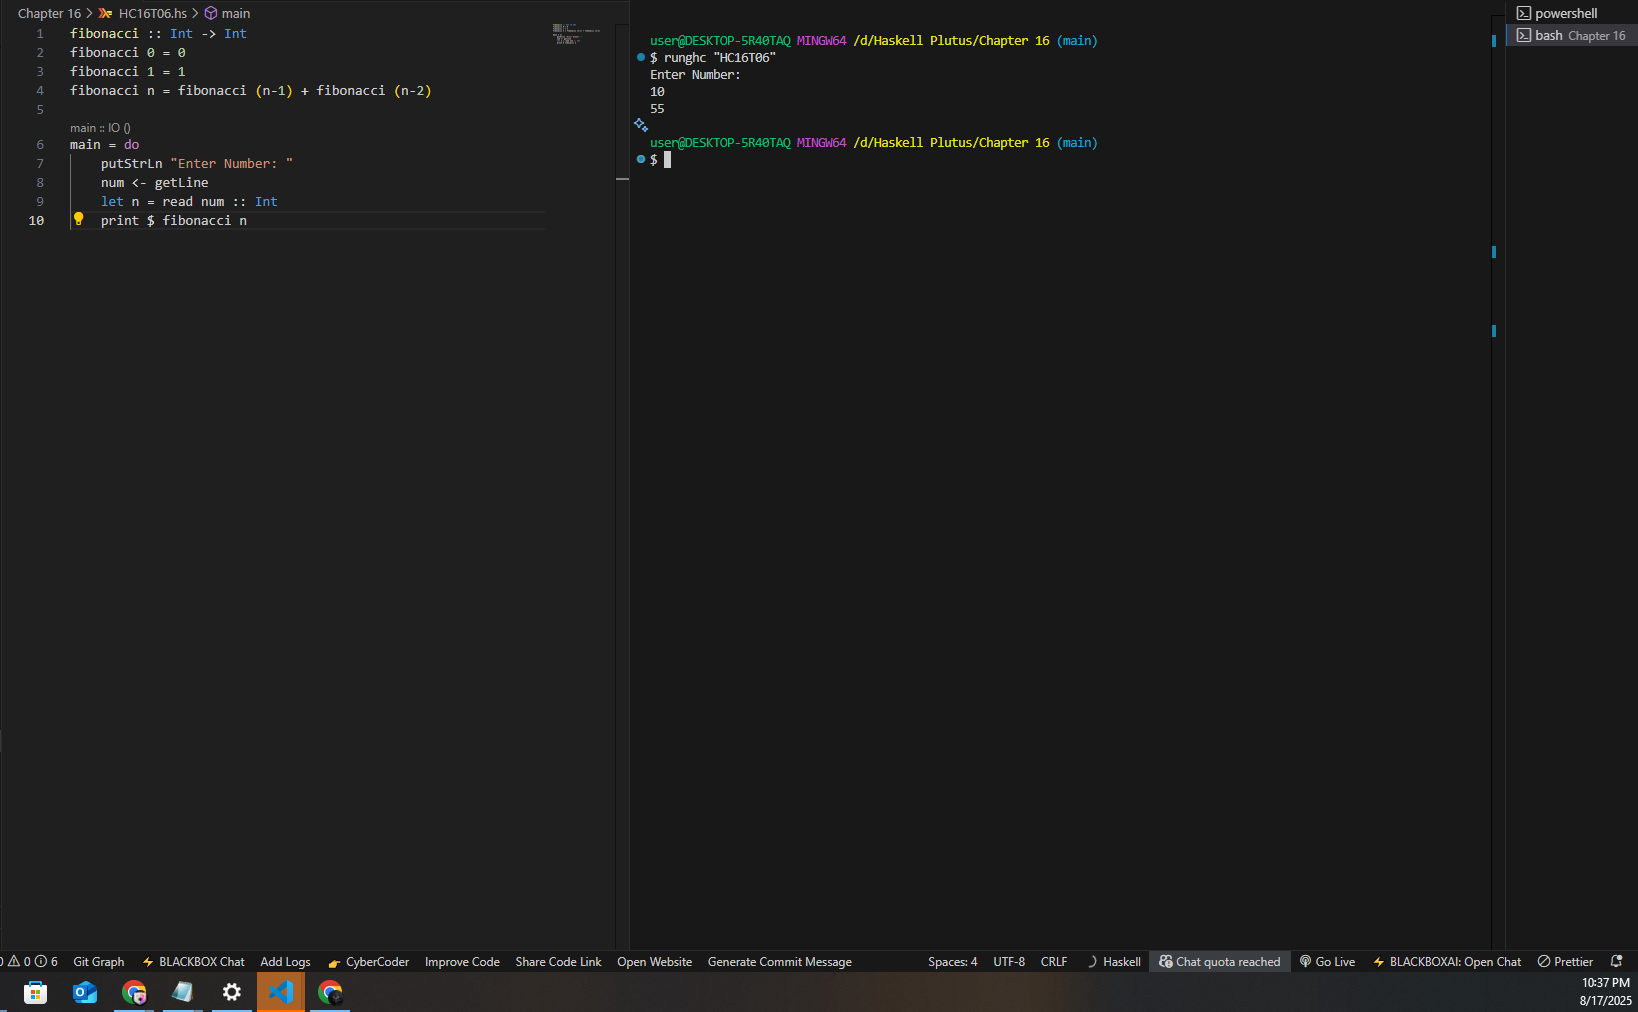 Chapter 16 > HC16T06.hs > main
1 fibonacci :: Int -> Int
2 fibonacci 0 = 0
3 fibonacci 1 = 1
4 fibonacci n = fibonacci (n-1) + fibonacci (n-2)
5
main :: IO ()
6 main = do
7 putStrLn "Enter Number: "
8 num <- getLine
9 let n = read num :: Int
10 print $ fibonacci n
user@DESKTOP-5R40TAQ MINGW64 /d/Haskell Plutus/Chapter 16 (main)
$ runghc "HC16T06"
Enter Number:
10
55
user@DESKTOP-5R40TAQ MINGW64 /d/Haskell Plutus/Chapter 16 (main)
$
powershell
bash Chapter 16
0 0 6 Git Graph BLACKBOX Chat Add Logs CyberCoder Improve Code Share Code Link Open Website Generate Commit Message Spaces: 4 UTF-8 CRLF Haskell Chat quota reached Go Live BLACKBOXAI: Open Chat Prettier
10:37 PM
8/17/2025